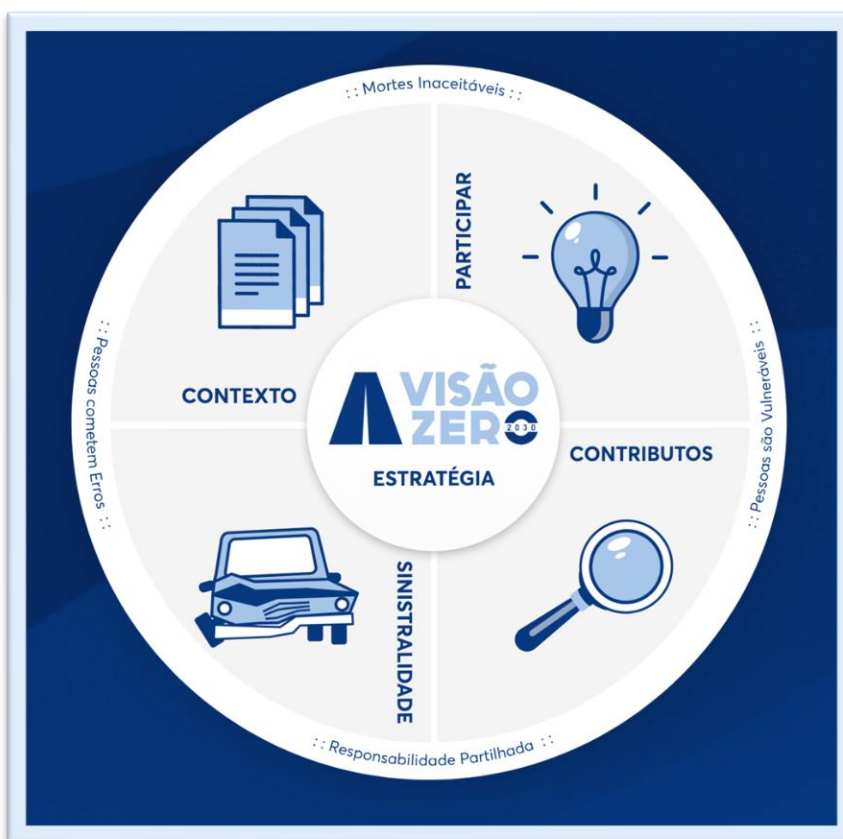 :: Mortes Inaceitáveis ::
PARTICIPAR
CONTEXTO
VISÃO
ZERO
2030
ESTRATÉGIA
CONTRIBUTOS
SINISTRALIDADE
:: Pessoas cometem Erros ::
:: Pessoas são Vulneráveis ::
:: Responsabilidade Partilhada ::